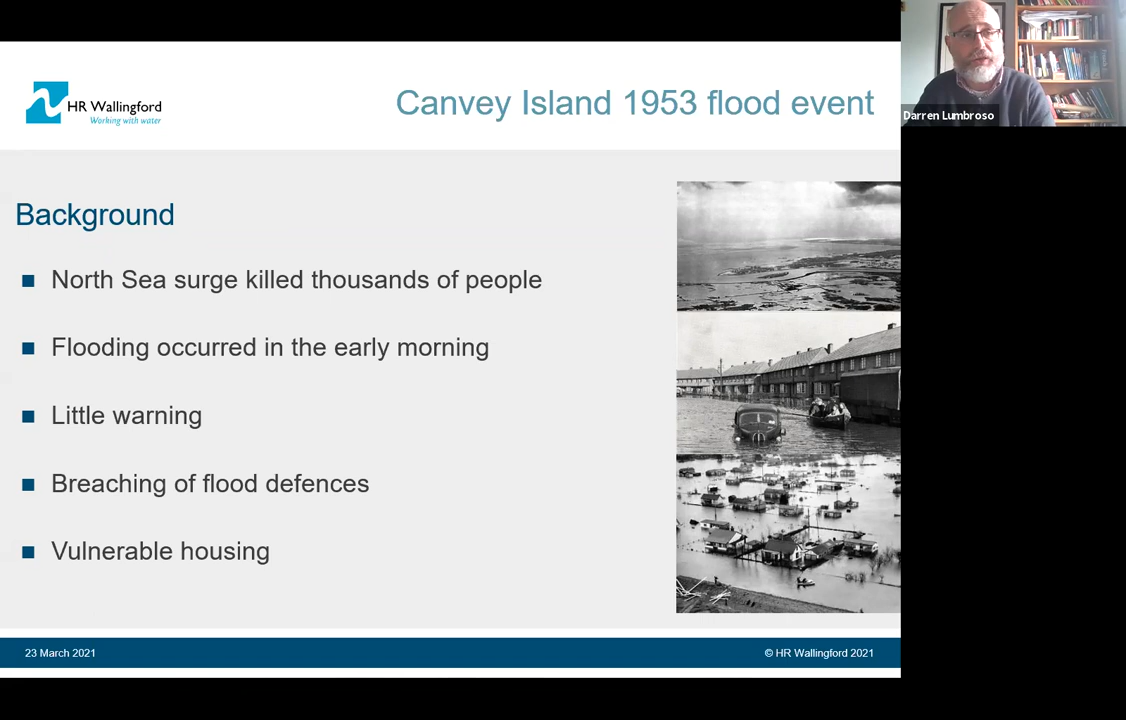 HR Wallingford
Working with water
Canvey Island 1953 flood event
Darren Lumbroso
Background
■ North Sea surge killed thousands of people
■ Flooding occurred in the early morning
■ Little warning
■ Breaching of flood defences
■ Vulnerable housing
23 March 2021
© HR Wallingford 2021